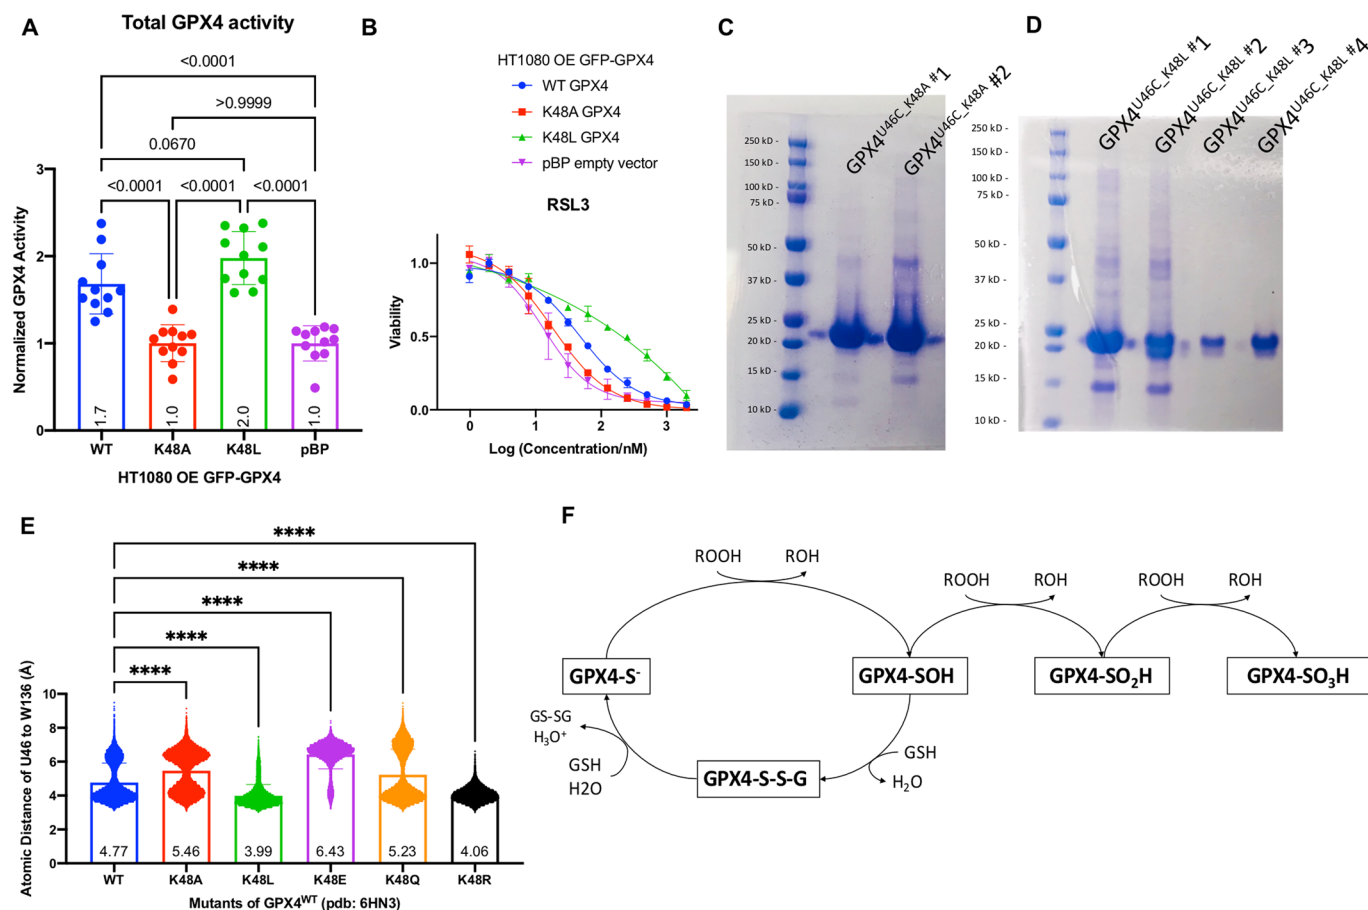 A
Total GPX4 activity
<0.0001
>0.9999
0.0670
<0.0001
<0.0001
<0.0001
Normalized GPX4 Activity
3
2
1
0
1.7
1.0
2.0
1.0
WT
K48A
K48L
pBP
HT1080 OE GFP-GPX4
B
HT1080 OE GFP-GPX4
WT GPX4
K48A GPX4
K48L GPX4
pBP empty vector
RSL3
Viability
1.0
0.5
0.0
0
1
2
3
Log (Concentration/nM)
C
GPX4U46C_K48A #1
GPX4U46C_K48A #2
250 kD -
150 kD -
100 kD -
75 kD -
50 kD -
37 kD -
25 kD -
20 kD -
15 kD -
10 kD -
D
GPX4U46C_K48L #1
GPX4U46C_K48L #2
GPX4U46C_K48L #3
GPX4U46C_K48L #4
250 kD -
150 kD -
100 kD -
75 kD -
50 kD -
37 kD -
25 kD -
20 kD -
15 kD -
10 kD -
E
****
****
****
****
****
Atomic Distance of U46 to W136 (Å)
10
8
6
4
2
0
4.77
5.46
3.99
6.43
5.23
4.06
WT
K48A
K48L
K48E
K48Q
K48R
Mutants of GPX4WT (pdb: 6HN3)
F
ROOH
ROH
ROOH
ROH
ROOH
ROH
GPX4-S-
GPX4-SOH
GPX4-SO2H
GPX4-SO3H
GS-SG
H3O+
GSH
H2O
GPX4-S-S-G
GSH
H2O